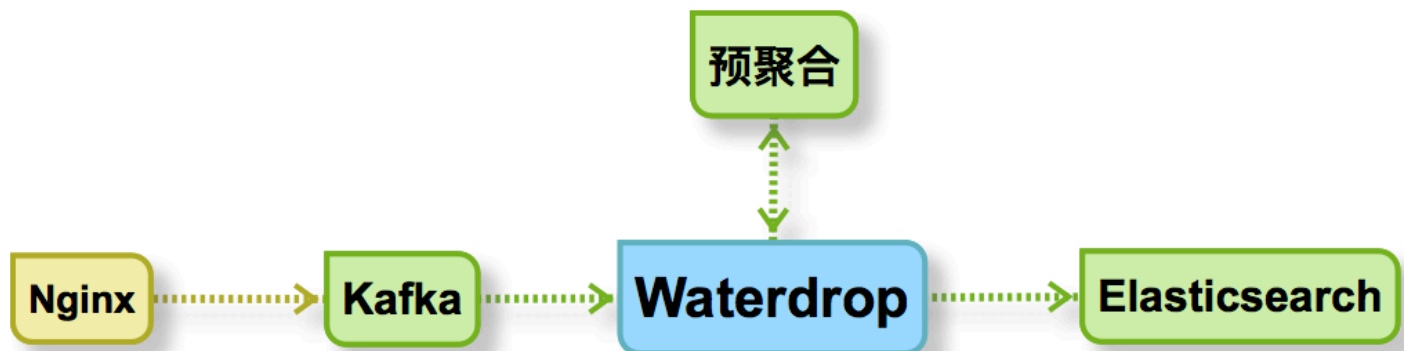 预聚合
Nginx
Kafka
Waterdrop
Elasticsearch